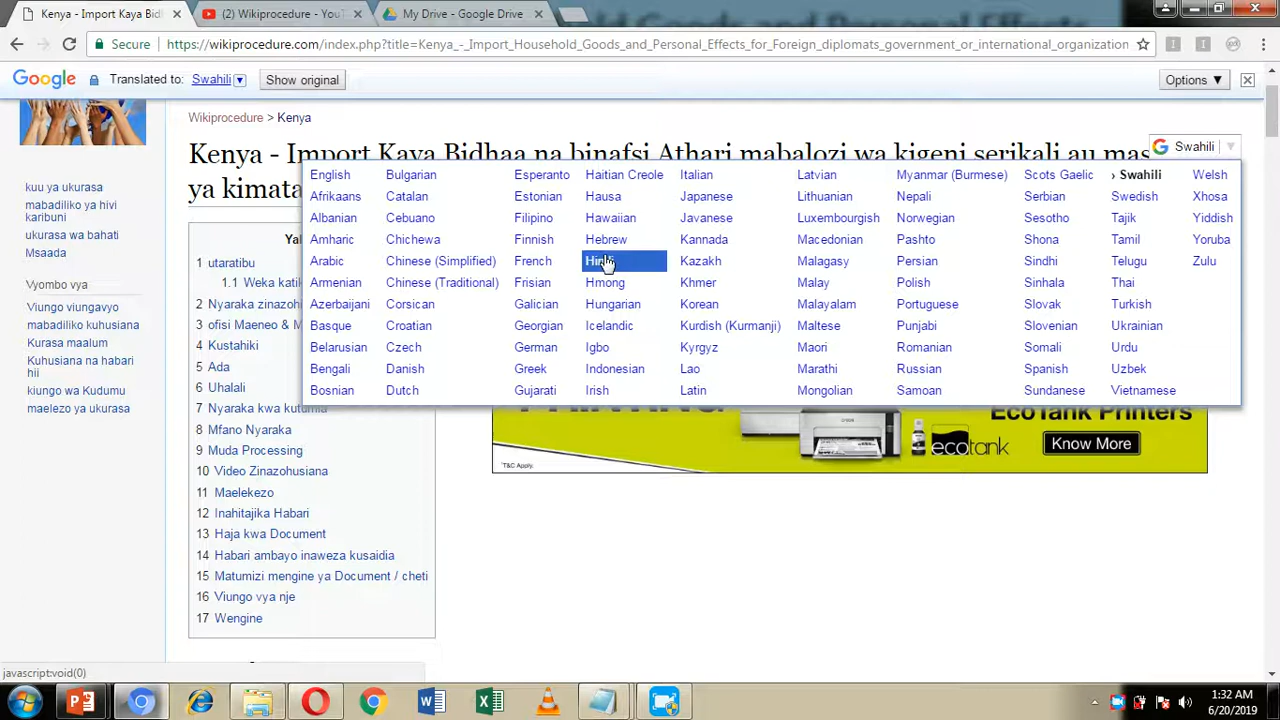 Kenya - Import Kaya Bid
(2) Wikiprocedure - You
My Drive - Google Drive
Goods and Personal Effects
Secure
https://wikiprocedure.com/index.php?title=Kenya_-_Import_Household_Goods_and_Personal_Effects_for_Foreign_diplomats_government_or_international_organization
Google
Translated to:
Swahili
Show original
Options ▼
Wikiprocedure > Kenya
Kenya - Import Kaya Bidhaa na binafsi Athari mabalozi wa kigeni serikali au mas
ya kimata
Swahili
kuu ya ukurasa
mabadiliko ya hivi
karibuni
ukurasa wa bahati
Msaada
Vyombo vya
Viungo viungavyo
mabadiliko kuhusiana
Kurasa maalum
Kuhusiana na habari
hii
kiungo wa Kudumu
maelezo ya ukurasa
Yal
1 utaratibu
1.1 Weka katik
2 Nyaraka zinazoh
3 ofisi Maeneo & M
4 Kustahiki
5 Ada
6 Uhalali
7 Nyaraka kwa kutumia
8 Mfano Nyaraka
9 Muda Processing
10 Video Zinazohusiana
11 Maelekezo
12 Inahitajika Habari
13 Haja kwa Document
14 Habari ambayo inaweza kusaidia
15 Matumizi mengine ya Document / cheti
16 Viungo vya nje
17 Wengine
English Bulgarian Esperanto Haitian Creole Italian Latvian Myanmar (Burmese) Scots Gaelic › Swahili Welsh
Afrikaans Catalan Estonian Hausa Japanese Lithuanian Nepali Serbian Swedish Xhosa
Albanian Cebuano Filipino Hawaiian Javanese Luxembourgish Norwegian Sesotho Tajik Yiddish
Amharic Chichewa Finnish Hebrew Kannada Macedonian Pashto Shona Tamil Yoruba
Arabic Chinese (Simplified) French Hindi Kazakh Malagasy Persian Sindhi Telugu Zulu
Armenian Chinese (Traditional) Frisian Hmong Khmer Malay Polish Sinhala Thai
Azerbaijani Corsican Galician Hungarian Korean Malayalam Portuguese Slovak Turkish
Basque Croatian Georgian Icelandic Kurdish (Kurmanji) Maltese Punjabi Slovenian Ukrainian
Belarusian Czech German Igbo Kyrgyz Maori Romanian Somali Urdu
Bengali Danish Greek Indonesian Lao Marathi Russian Spanish Uzbek
Bosnian Dutch Gujarati Irish Latin Mongolian Samoan Sundanese Vietnamese
PRINTING
EcoTank Printers
ecotank
Know More
*T&C Apply.
javascript:void(0)
1:32 AM
6/20/2019